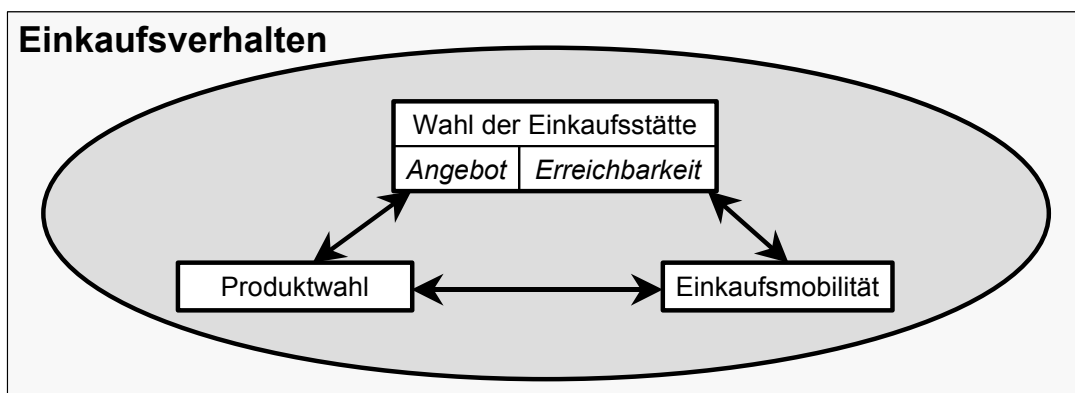 Einkaufsverhalten
Wahl der Einkaufsstätte
Angebot Erreichbarkeit
Produktwahl Einkaufsmobilität